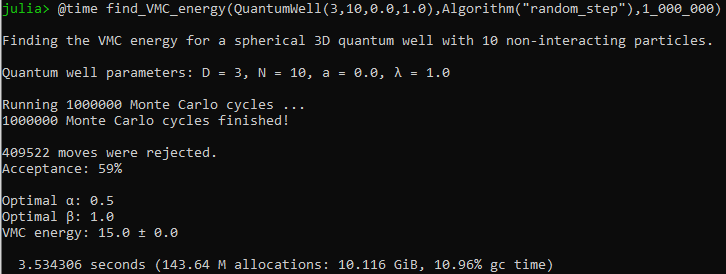 julia> @time find_VMC_energy(QuantumWell(3,10,0.0,1.0),Algorithm("random_step"),1_000_000)
Finding the VMC energy for a spherical 3D quantum well with 10 non-interacting particles.
Quantum well parameters: D = 3, N = 10, a = 0.0, λ = 1.0
Running 1000000 Monte Carlo cycles ...
1000000 Monte Carlo cycles finished!
409522 moves were rejected.
Acceptance: 59%
Optimal α: 0.5
Optimal β: 1.0
VMC energy: 15.0 ± 0.0
3.534306 seconds (143.64 M allocations: 10.116 GiB, 10.96% gc time)